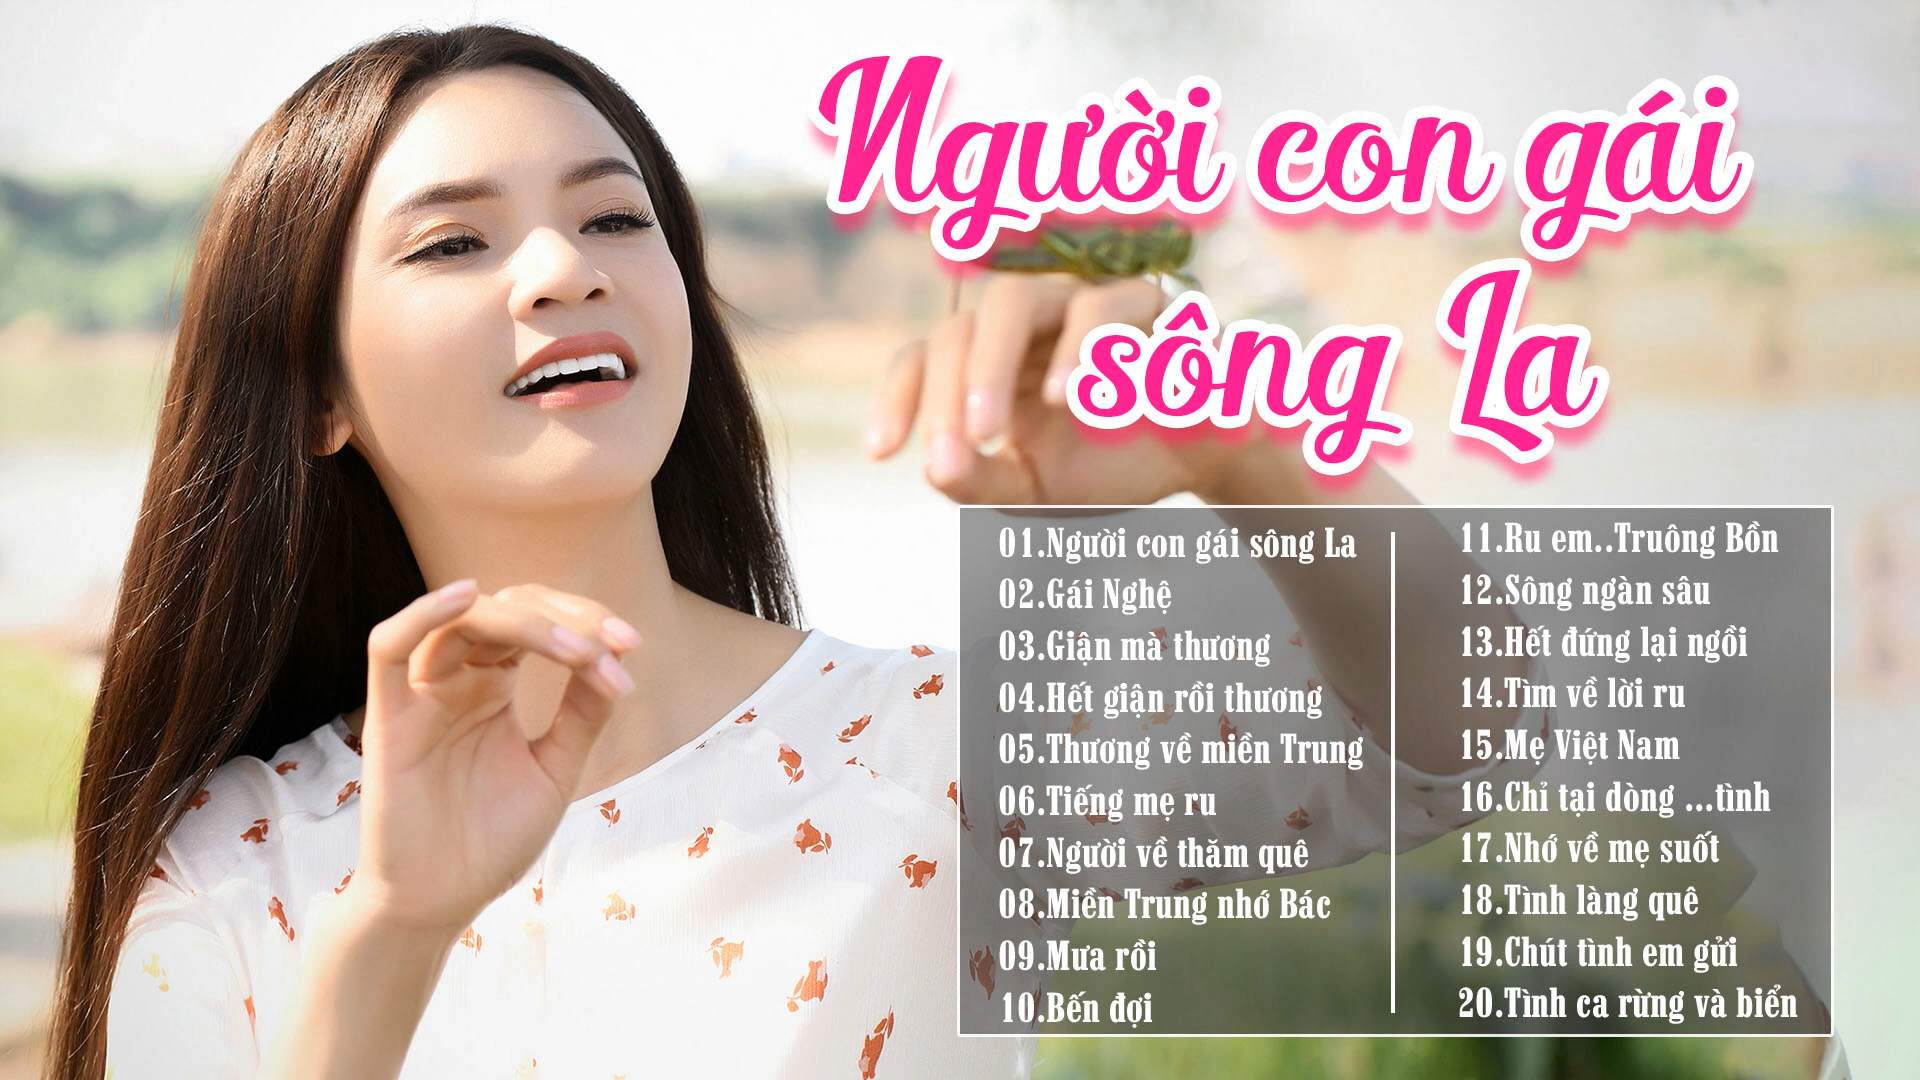 Người con gái
sông La
01.Người con gái sông La
02.Gái Nghệ
03.Giận mà thương
04.Hết giận rồi thương
05.Thương về miền Trung
06.Tiếng mẹ ru
07.Người về thăm quê
08.Miền Trung nhớ Bác
09.Mưa rồi
10.Bến đợi
11.Ru em..Truông Bồn
12.Sông ngàn sâu
13.Hết đứng lại ngồi
14.Tìm về lời ru
15.Mẹ Việt Nam
16.Chỉ tại dòng ...tình
17.Nhớ về mẹ suốt
18.Tình làng quê
19.Chút tình em gửi
20.Tình ca rừng và biển